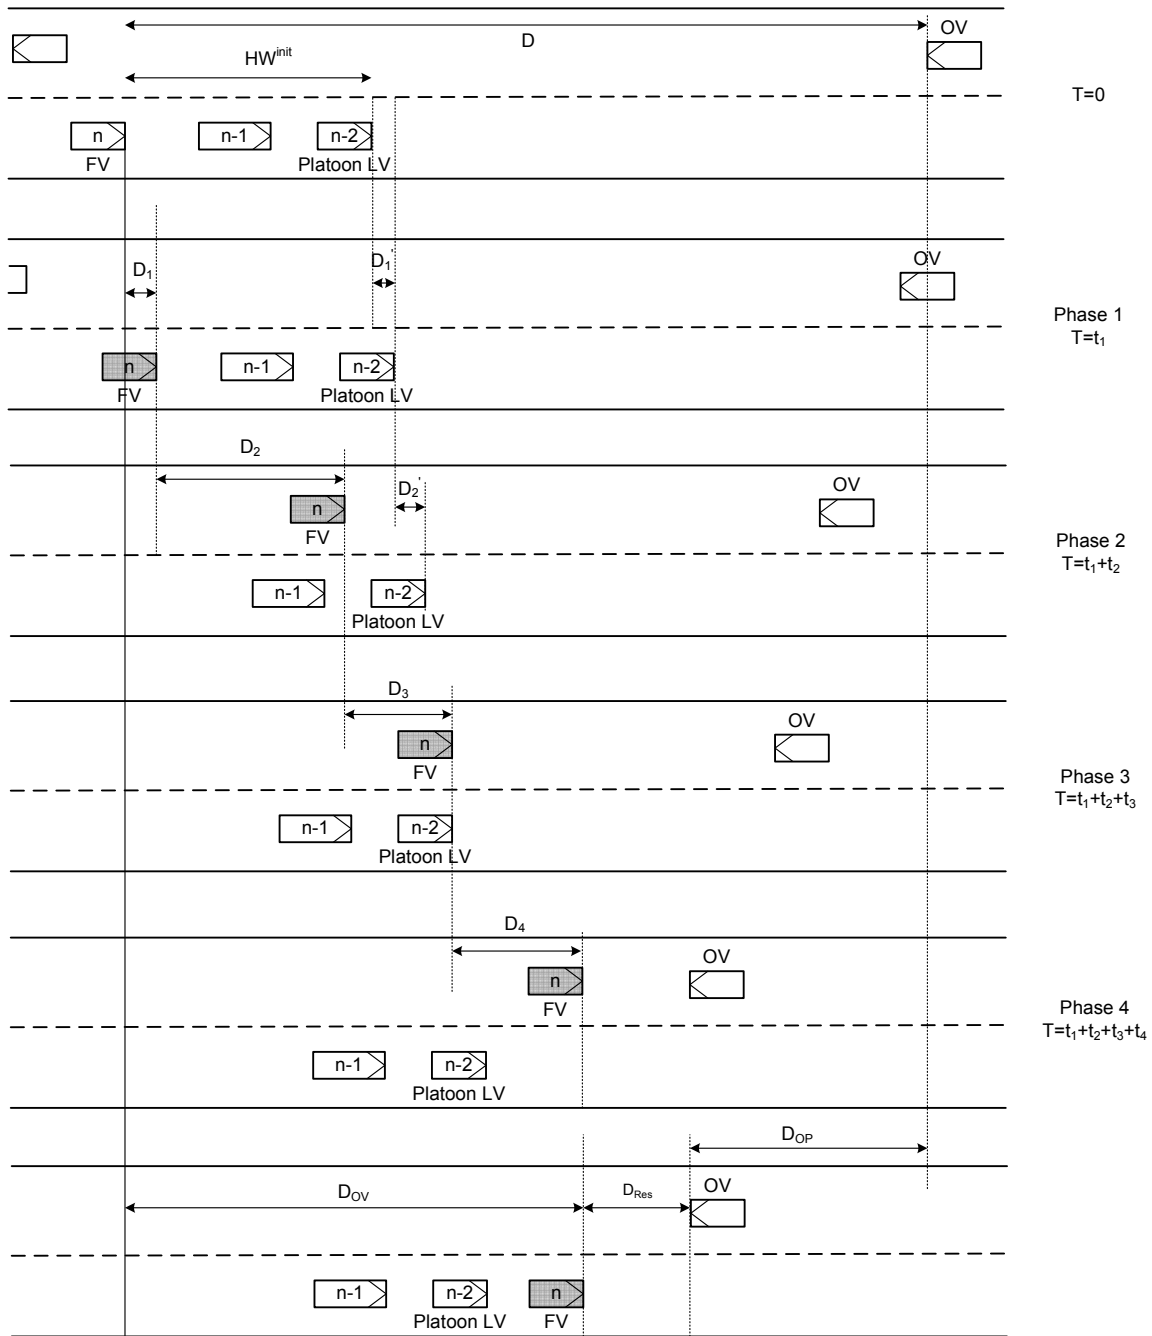 D
OV
HW^init
T=0
n
n-1
n-2
FV
Platoon LV
D₁
D₁'
OV
Phase 1
T=t₁
n
n-1
n-2
FV
Platoon LV
D₂
D₂'
OV
n
FV
Phase 2
T=t₁+t₂
n-1
n-2
Platoon LV
D₃
OV
n
FV
Phase 3
T=t₁+t₂+t₃
n-1
n-2
Platoon LV
D₄
OV
n
FV
Phase 4
T=t₁+t₂+t₃+t₄
n-1
n-2
Platoon LV
D_OP
D_OV
D_Res
OV
n-1
n-2
n
Platoon LV
FV